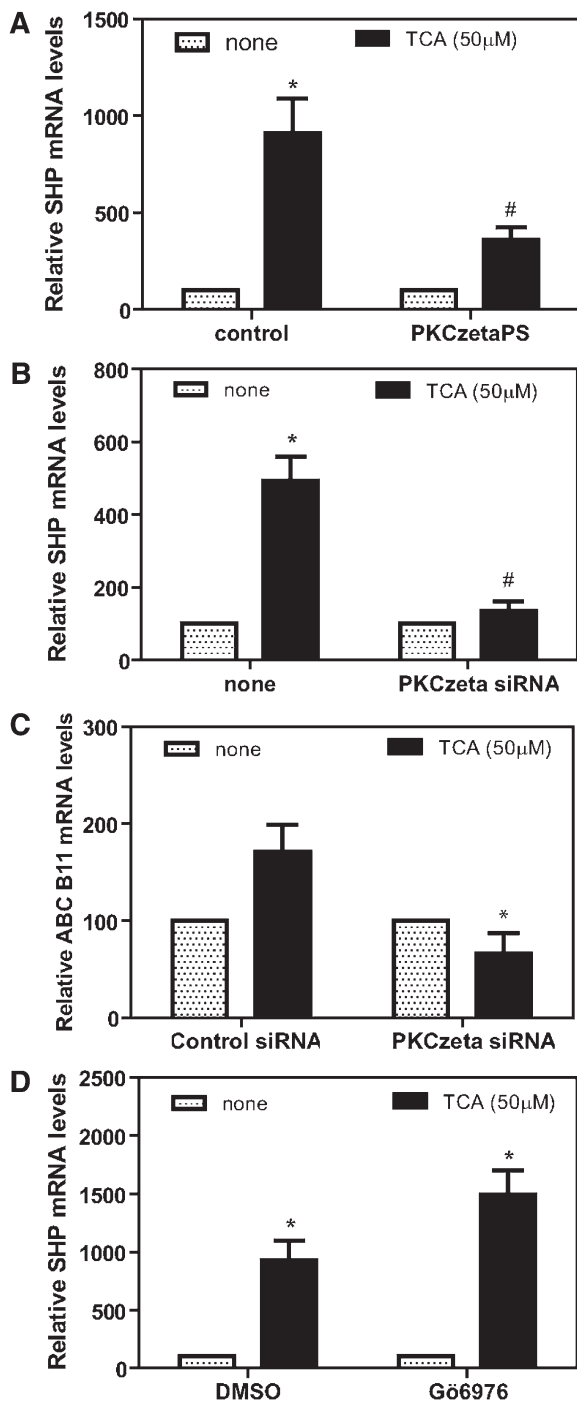 A
Relative SHP mRNA levels
1500
1000
500
0
none
TCA (50μM)
*
#
control
PKCzetaPS
B
Relative SHP mRNA levels
800
600
400
200
0
none
TCA (50μM)
*
#
none
PKCzeta siRNA
C
Relative ABC B11 mRNA levels
300
200
100
0
none
TCA (50μM)
*
Control siRNA
PKCzeta siRNA
D
Relative SHP mRNA levels
2500
2000
1500
1000
500
0
none
TCA (50μM)
*
*
DMSO
Gö6976